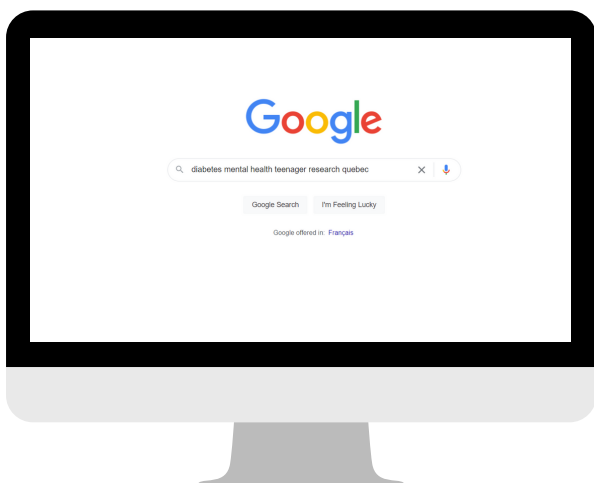 Google
diabetes mental health teenager research quebec
Google Search I'm Feeling Lucky
Google offered in: Français